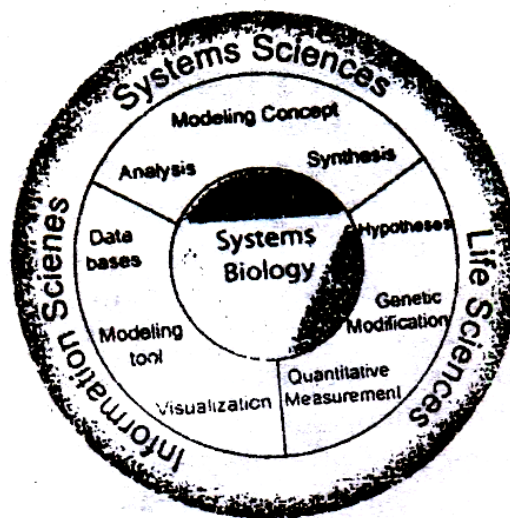 Systems Sciences
Modeling Concept
Analysis
Synthesis
Data
bases
Systems
Biology
Hypotheses
Modeling
tool
Genetic
Modification
Visualization
Quantitative
Measurement
Information Scienes
Life Sciences